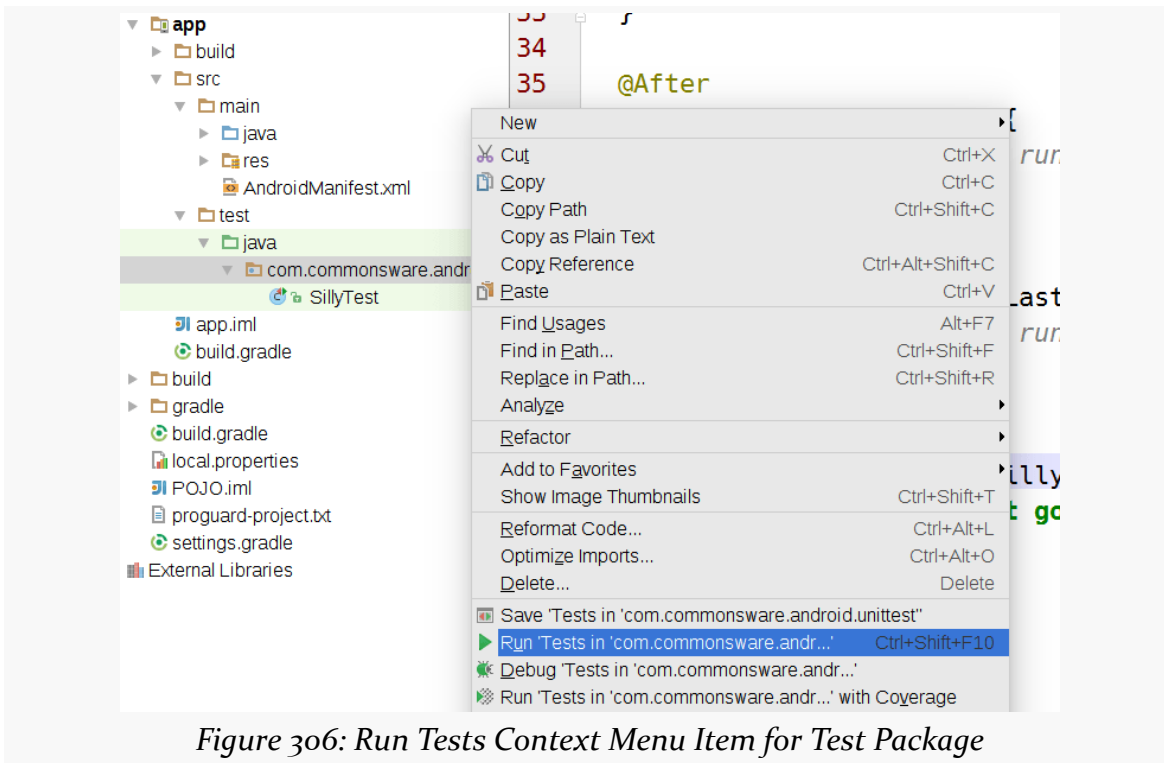 app
build
src
main
java
res
AndroidManifest.xml
test
java
com.commonsware.andr
SillyTest
app.iml
build.gradle
build
gradle
build.gradle
local.properties
POJO.iml
proguard-project.txt
settings.gradle
External Libraries
33 }
34
35 @After
{
run
Last
run
illy
t go
New
Cut Ctrl+X
Copy Ctrl+C
Copy Path Ctrl+Shift+C
Copy as Plain Text
Copy Reference Ctrl+Alt+Shift+C
Paste Ctrl+V
Find Usages Alt+F7
Find in Path... Ctrl+Shift+F
Replace in Path... Ctrl+Shift+R
Analyze
Refactor
Add to Favorites
Show Image Thumbnails Ctrl+Shift+T
Reformat Code... Ctrl+Alt+L
Optimize Imports... Ctrl+Alt+O
Delete... Delete
Save 'Tests in 'com.commonsware.android.unittest''
Run 'Tests in 'com.commonsware.andr...' Ctrl+Shift+F10
Debug 'Tests in 'com.commonsware.andr...'
Run 'Tests in 'com.commonsware.andr...' with Coverage
Figure 306: Run Tests Context Menu Item for Test Package